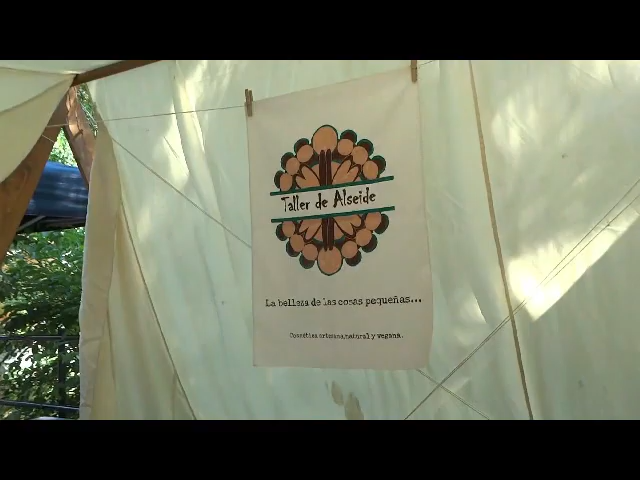 Taller de Alseide
La belleza de las cosas pequeñas...
Cosmética artesana, natural y vegana.